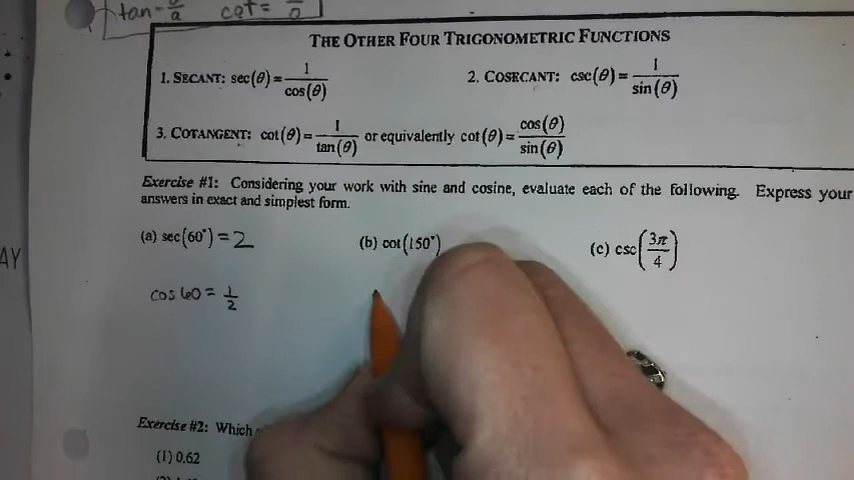 tan = o/a cot = a/o
THE OTHER FOUR TRIGONOMETRIC FUNCTIONS
1. SECANT: sec(θ) = 1/cos(θ) 2. COSECANT: csc(θ) = 1/sin(θ)
3. COTANGENT: cot(θ) = 1/tan(θ) or equivalently cot(θ) = cos(θ)/sin(θ)
Exercise #1: Considering your work with sine and cosine, evaluate each of the following. Express your
answers in exact and simplest form.
(a) sec(60°) = 2 (b) cot(150°) (c) csc(3π/4)
AY
cos 60 = 1/2
Exercise #2: Which
(1) 0.62